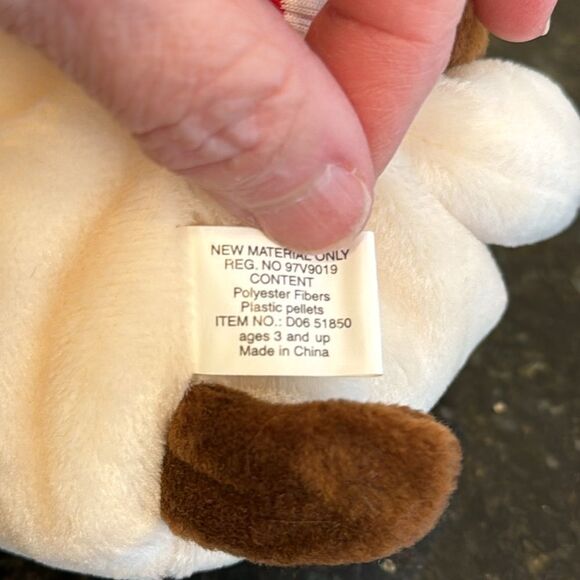 NEW MATERIAL ONLY
REG. NO 97V9019
CONTENT
Polyester Fibers
Plastic pellets
ITEM NO.: D06 51850
ages 3 and up
Made in China